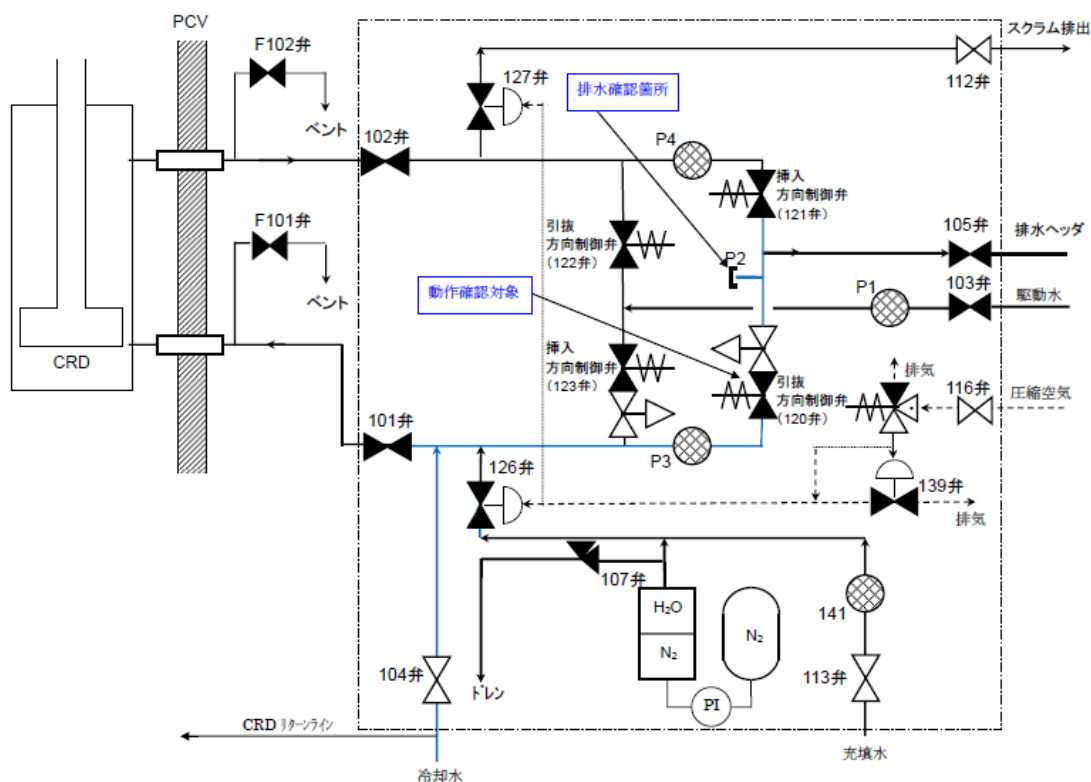 PCV
F102弁
ベント
スクラム排出
112弁
127弁
排水確認箇所
102弁
P4
挿入
方向制御弁
(121弁)
F101弁
ベント
引抜
方向制御弁
(122弁)
P2
105弁
排水ヘッダ
動作確認対象
P1
103弁
駆動水
CRD
挿入
方向制御弁
(123弁)
引抜
方向制御弁
(120弁)
排気
116弁
圧縮空気
101弁
P3
126弁
139弁
排気
107弁
H₂O
N₂
N₂
141
104弁
ドレン
PI
113弁
CRD リターンライン
冷却水
充填水